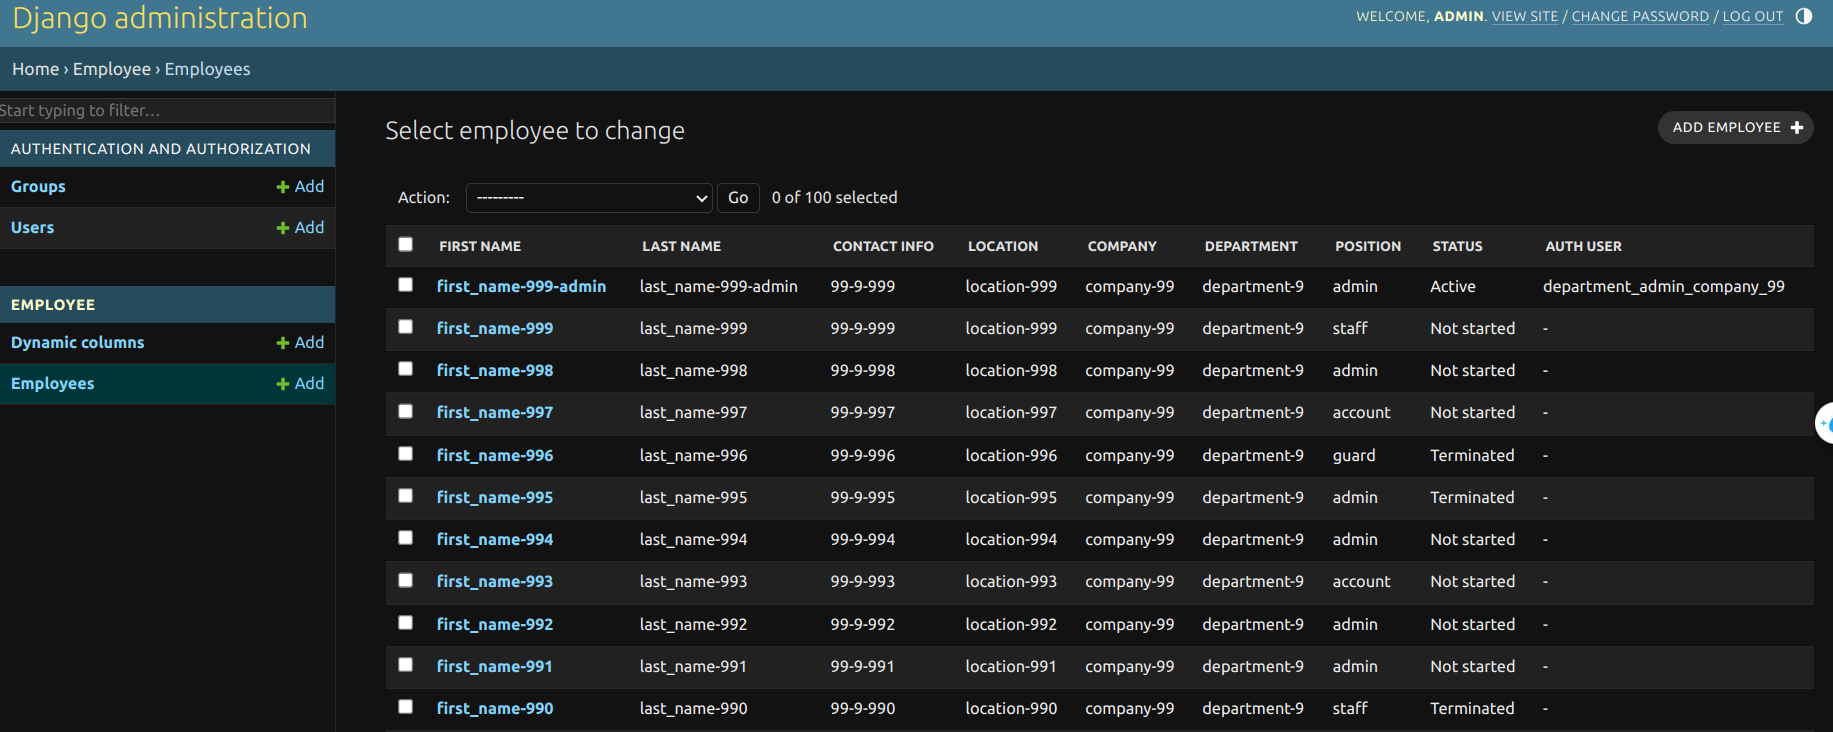 Django administration
WELCOME, ADMIN. VIEW SITE / CHANGE PASSWORD / LOG OUT
Home › Employee › Employees
Start typing to filter…
AUTHENTICATION AND AUTHORIZATION
Groups + Add
Users + Add
EMPLOYEE
Dynamic columns + Add
Employees + Add
Select employee to change
ADD EMPLOYEE +
Action: --------- Go 0 of 100 selected
FIRST NAME LAST NAME CONTACT INFO LOCATION COMPANY DEPARTMENT POSITION STATUS AUTH USER
first_name-999-admin last_name-999-admin 99-9-999 location-999 company-99 department-9 admin Active department_admin_company_99
first_name-999 last_name-999 99-9-999 location-999 company-99 department-9 staff Not started -
first_name-998 last_name-998 99-9-998 location-998 company-99 department-9 admin Not started -
first_name-997 last_name-997 99-9-997 location-997 company-99 department-9 account Not started -
first_name-996 last_name-996 99-9-996 location-996 company-99 department-9 guard Terminated -
first_name-995 last_name-995 99-9-995 location-995 company-99 department-9 admin Terminated -
first_name-994 last_name-994 99-9-994 location-994 company-99 department-9 admin Not started -
first_name-993 last_name-993 99-9-993 location-993 company-99 department-9 account Not started -
first_name-992 last_name-992 99-9-992 location-992 company-99 department-9 admin Not started -
first_name-991 last_name-991 99-9-991 location-991 company-99 department-9 admin Not started -
first_name-990 last_name-990 99-9-990 location-990 company-99 department-9 staff Terminated -